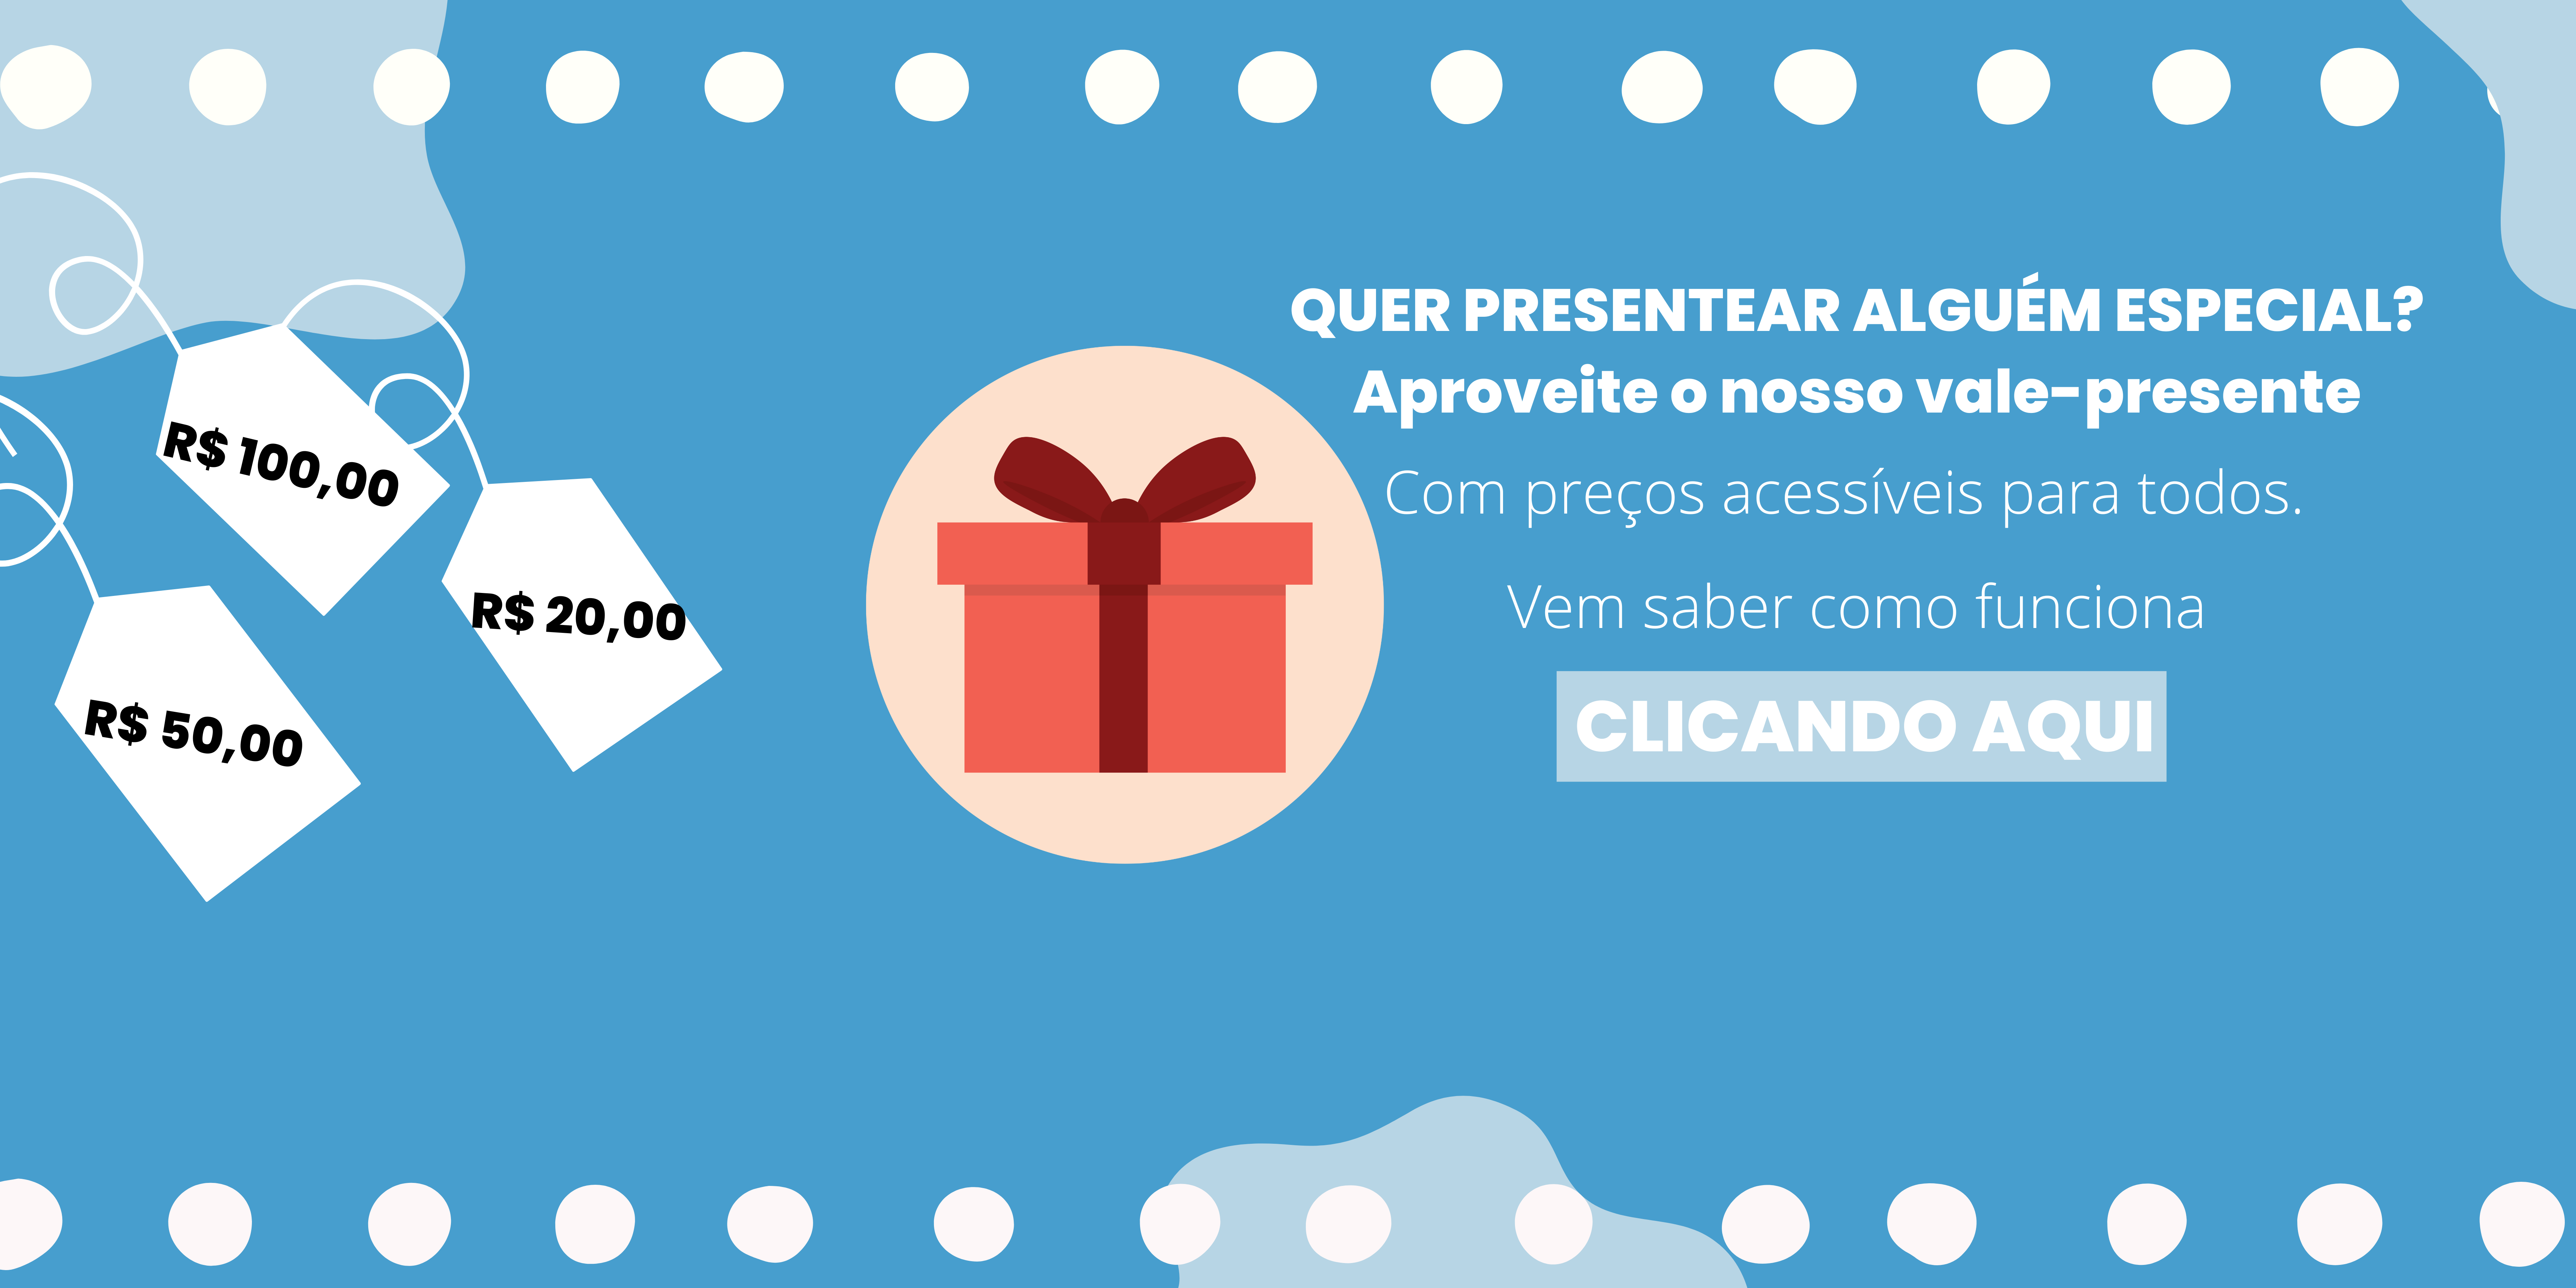 R$ 100,00
R$ 20,00
R$ 50,00
QUER PRESENTEAR ALGUÉM ESPECIAL?
Aproveite o nosso vale-presente
Com preços acessíveis para todos.
Vem saber como funciona
CLICANDO AQUI